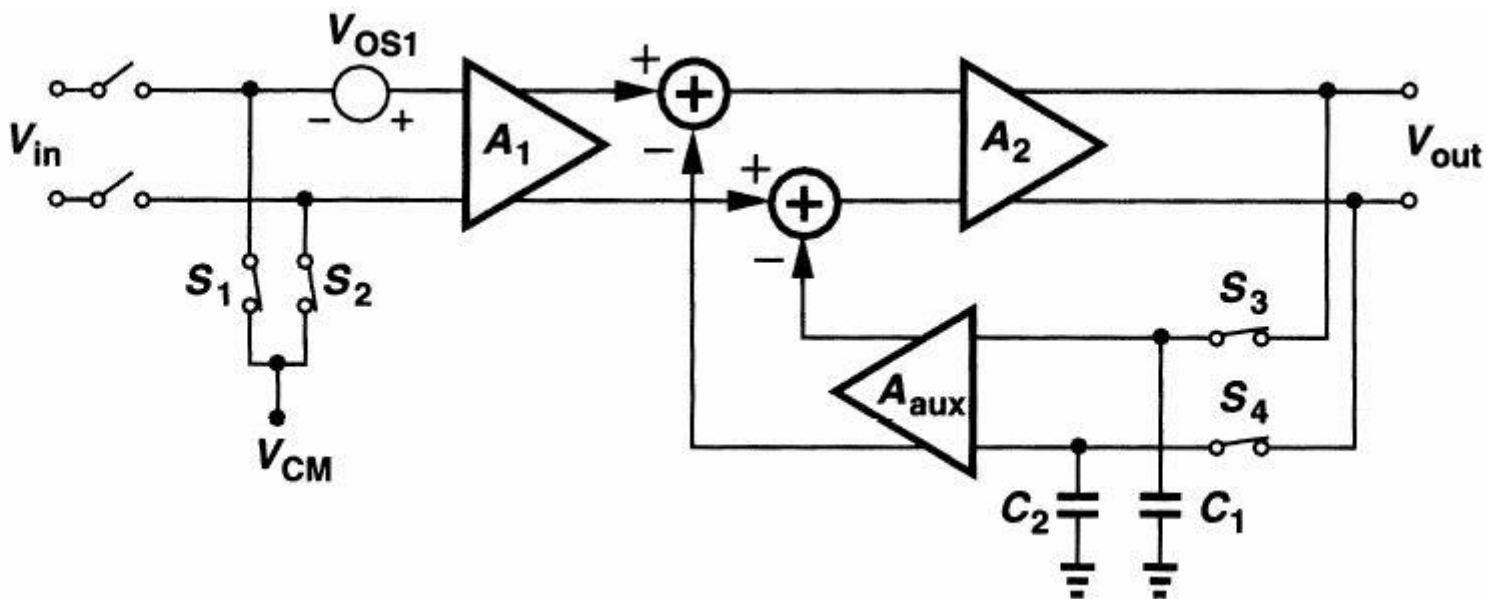 V_OS1
+
− +
V_in
A_1
+
−
+
+
−
+
A_2
V_out
S_1
S_2
V_CM
A_aux
S_3
S_4
C_2
C_1